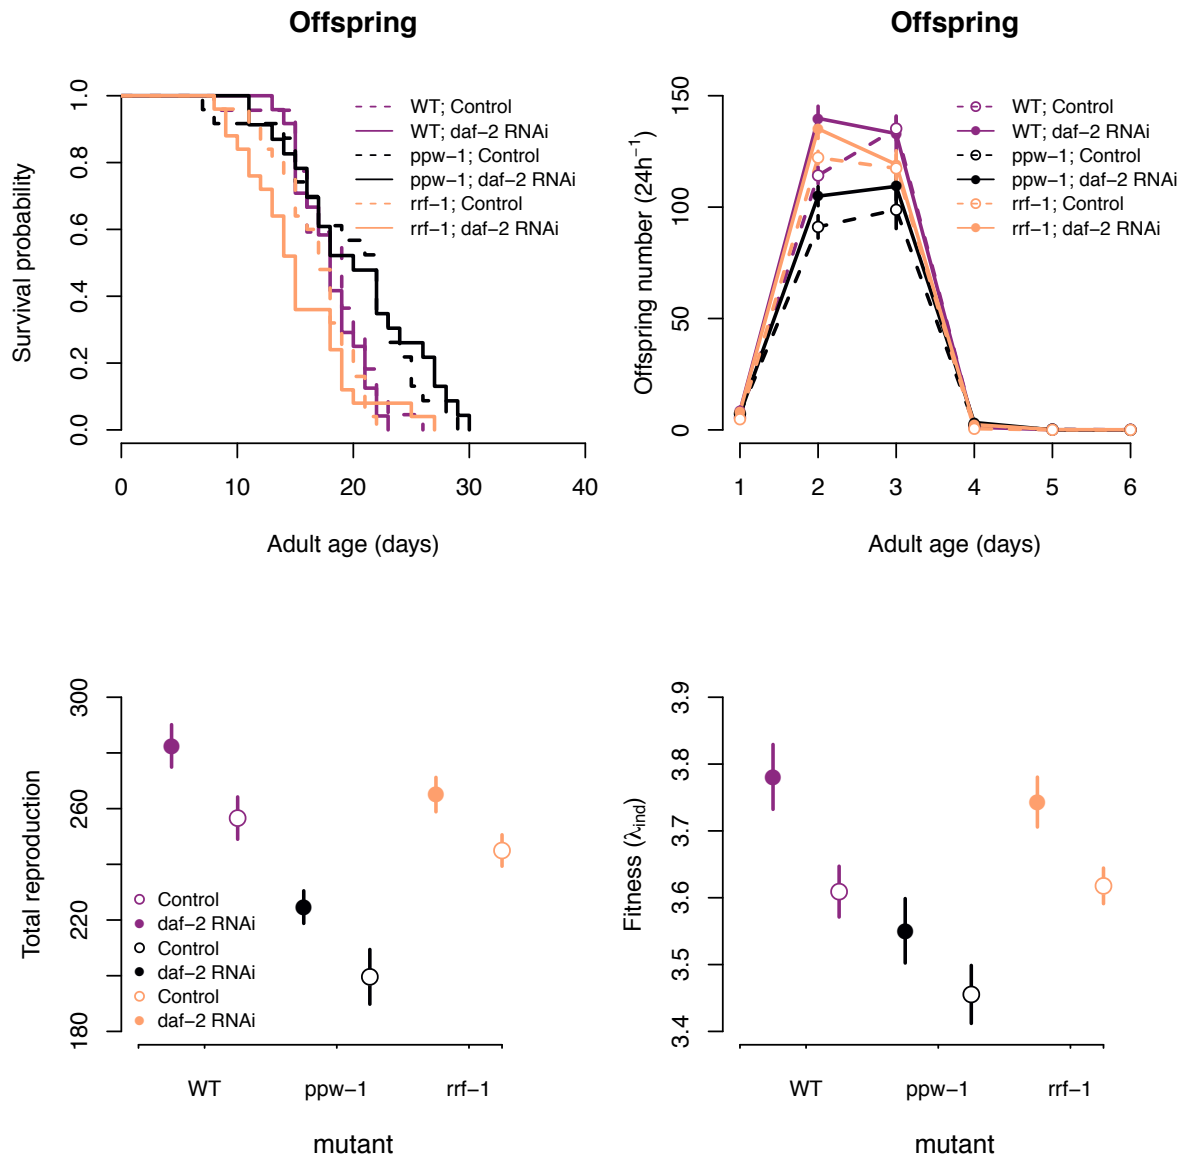 Offspring
Survival probability
0.0 0.2 0.4 0.6 0.8 1.0
WT; Control
WT; daf−2 RNAi
ppw−1; Control
ppw−1; daf−2 RNAi
rrf−1; Control
rrf−1; daf−2 RNAi
0 10 20 30 40
Adult age (days)
Offspring
Offspring number (24h⁻¹)
0 50 100 150
WT; Control
WT; daf−2 RNAi
ppw−1; Control
ppw−1; daf−2 RNAi
rrf−1; Control
rrf−1; daf−2 RNAi
1 2 3 4 5 6
Adult age (days)
Total reproduction
180 220 260 300
Control
daf−2 RNAi
Control
daf−2 RNAi
Control
daf−2 RNAi
WT ppw−1 rrf−1
mutant
Fitness (λind)
3.4 3.5 3.6 3.7 3.8 3.9
WT ppw−1 rrf−1
mutant